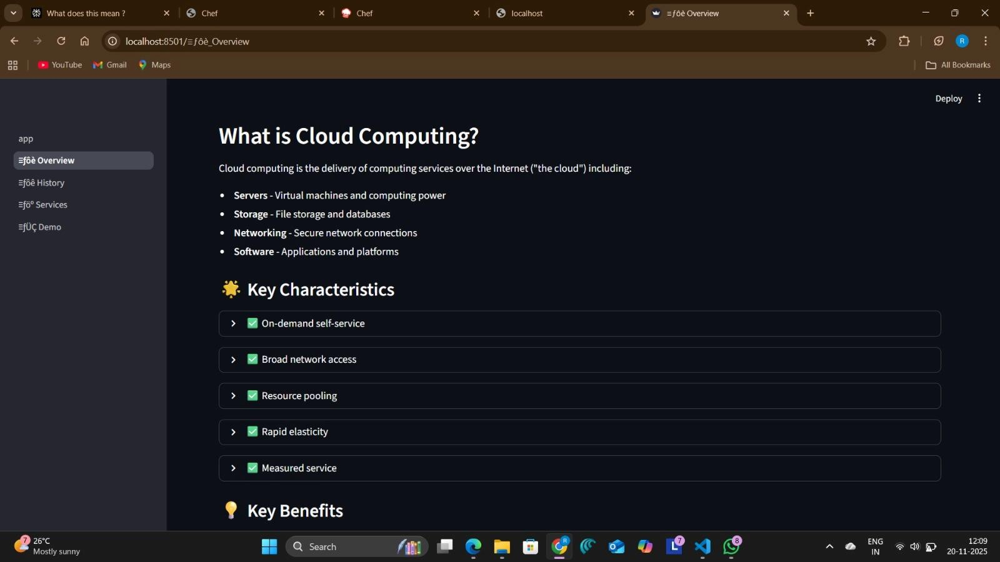 What does this mean ?
Chef
Chef
localhost
≡ƒôè Overview
localhost:8501/≡ƒôè_Overview
R
YouTube
Gmail
Maps
All Bookmarks
Deploy
app
≡ƒôè Overview
≡ƒôê History
≡ƒöº Services
≡ƒÜÇ Demo
What is Cloud Computing?
Cloud computing is the delivery of computing services over the Internet ("the cloud") including:
• Servers - Virtual machines and computing power
• Storage - File storage and databases
• Networking - Secure network connections
• Software - Applications and platforms
🌟 Key Characteristics
✅ On-demand self-service
✅ Broad network access
✅ Resource pooling
✅ Rapid elasticity
✅ Measured service
💡 Key Benefits
7
26°C
Mostly sunny
Search
R
L
7
8
ENG
IN
12:09
20-11-2025